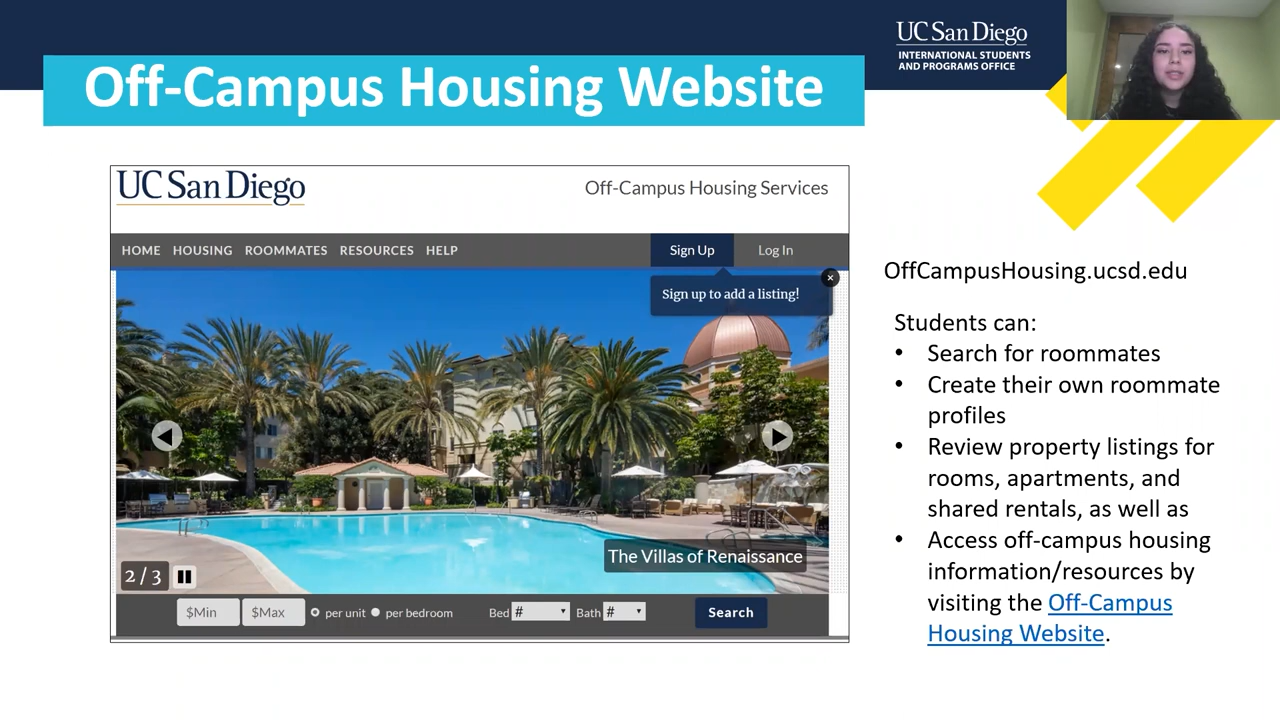 UC San Diego
INTERNATIONAL STUDENTS
AND PROGRAMS OFFICE
Off-Campus Housing Website
UC San Diego
Off-Campus Housing Services
HOME HOUSING ROOMMATES RESOURCES HELP Sign Up Log In
Sign up to add a listing!
The Villas of Renaissance
2 / 3
$Min $Max per unit per bedroom Bed # Bath # Search
OffCampusHousing.ucsd.edu
Students can:
• Search for roommates
• Create their own roommate
profiles
• Review property listings for
rooms, apartments, and
shared rentals, as well as
• Access off-campus housing
information/resources by
visiting the Off-Campus
Housing Website.